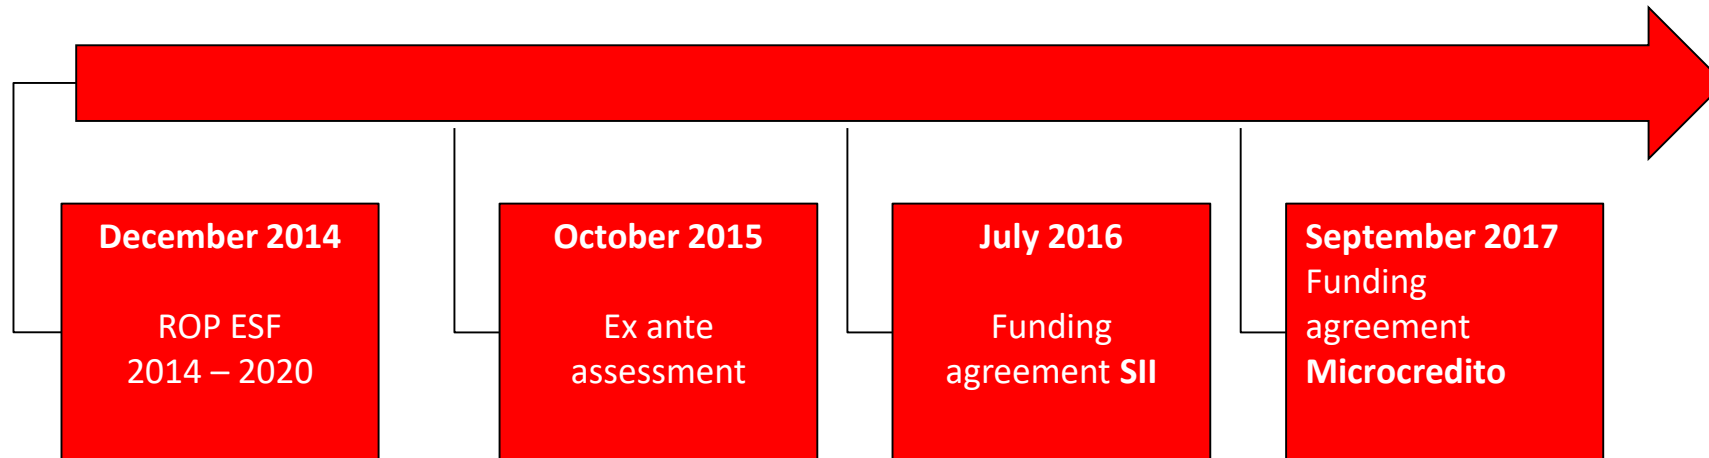 December 2014
ROP ESF
2014 – 2020
October 2015
Ex ante
assessment
July 2016
Funding
agreement SII
September 2017
Funding
agreement
Microcredito